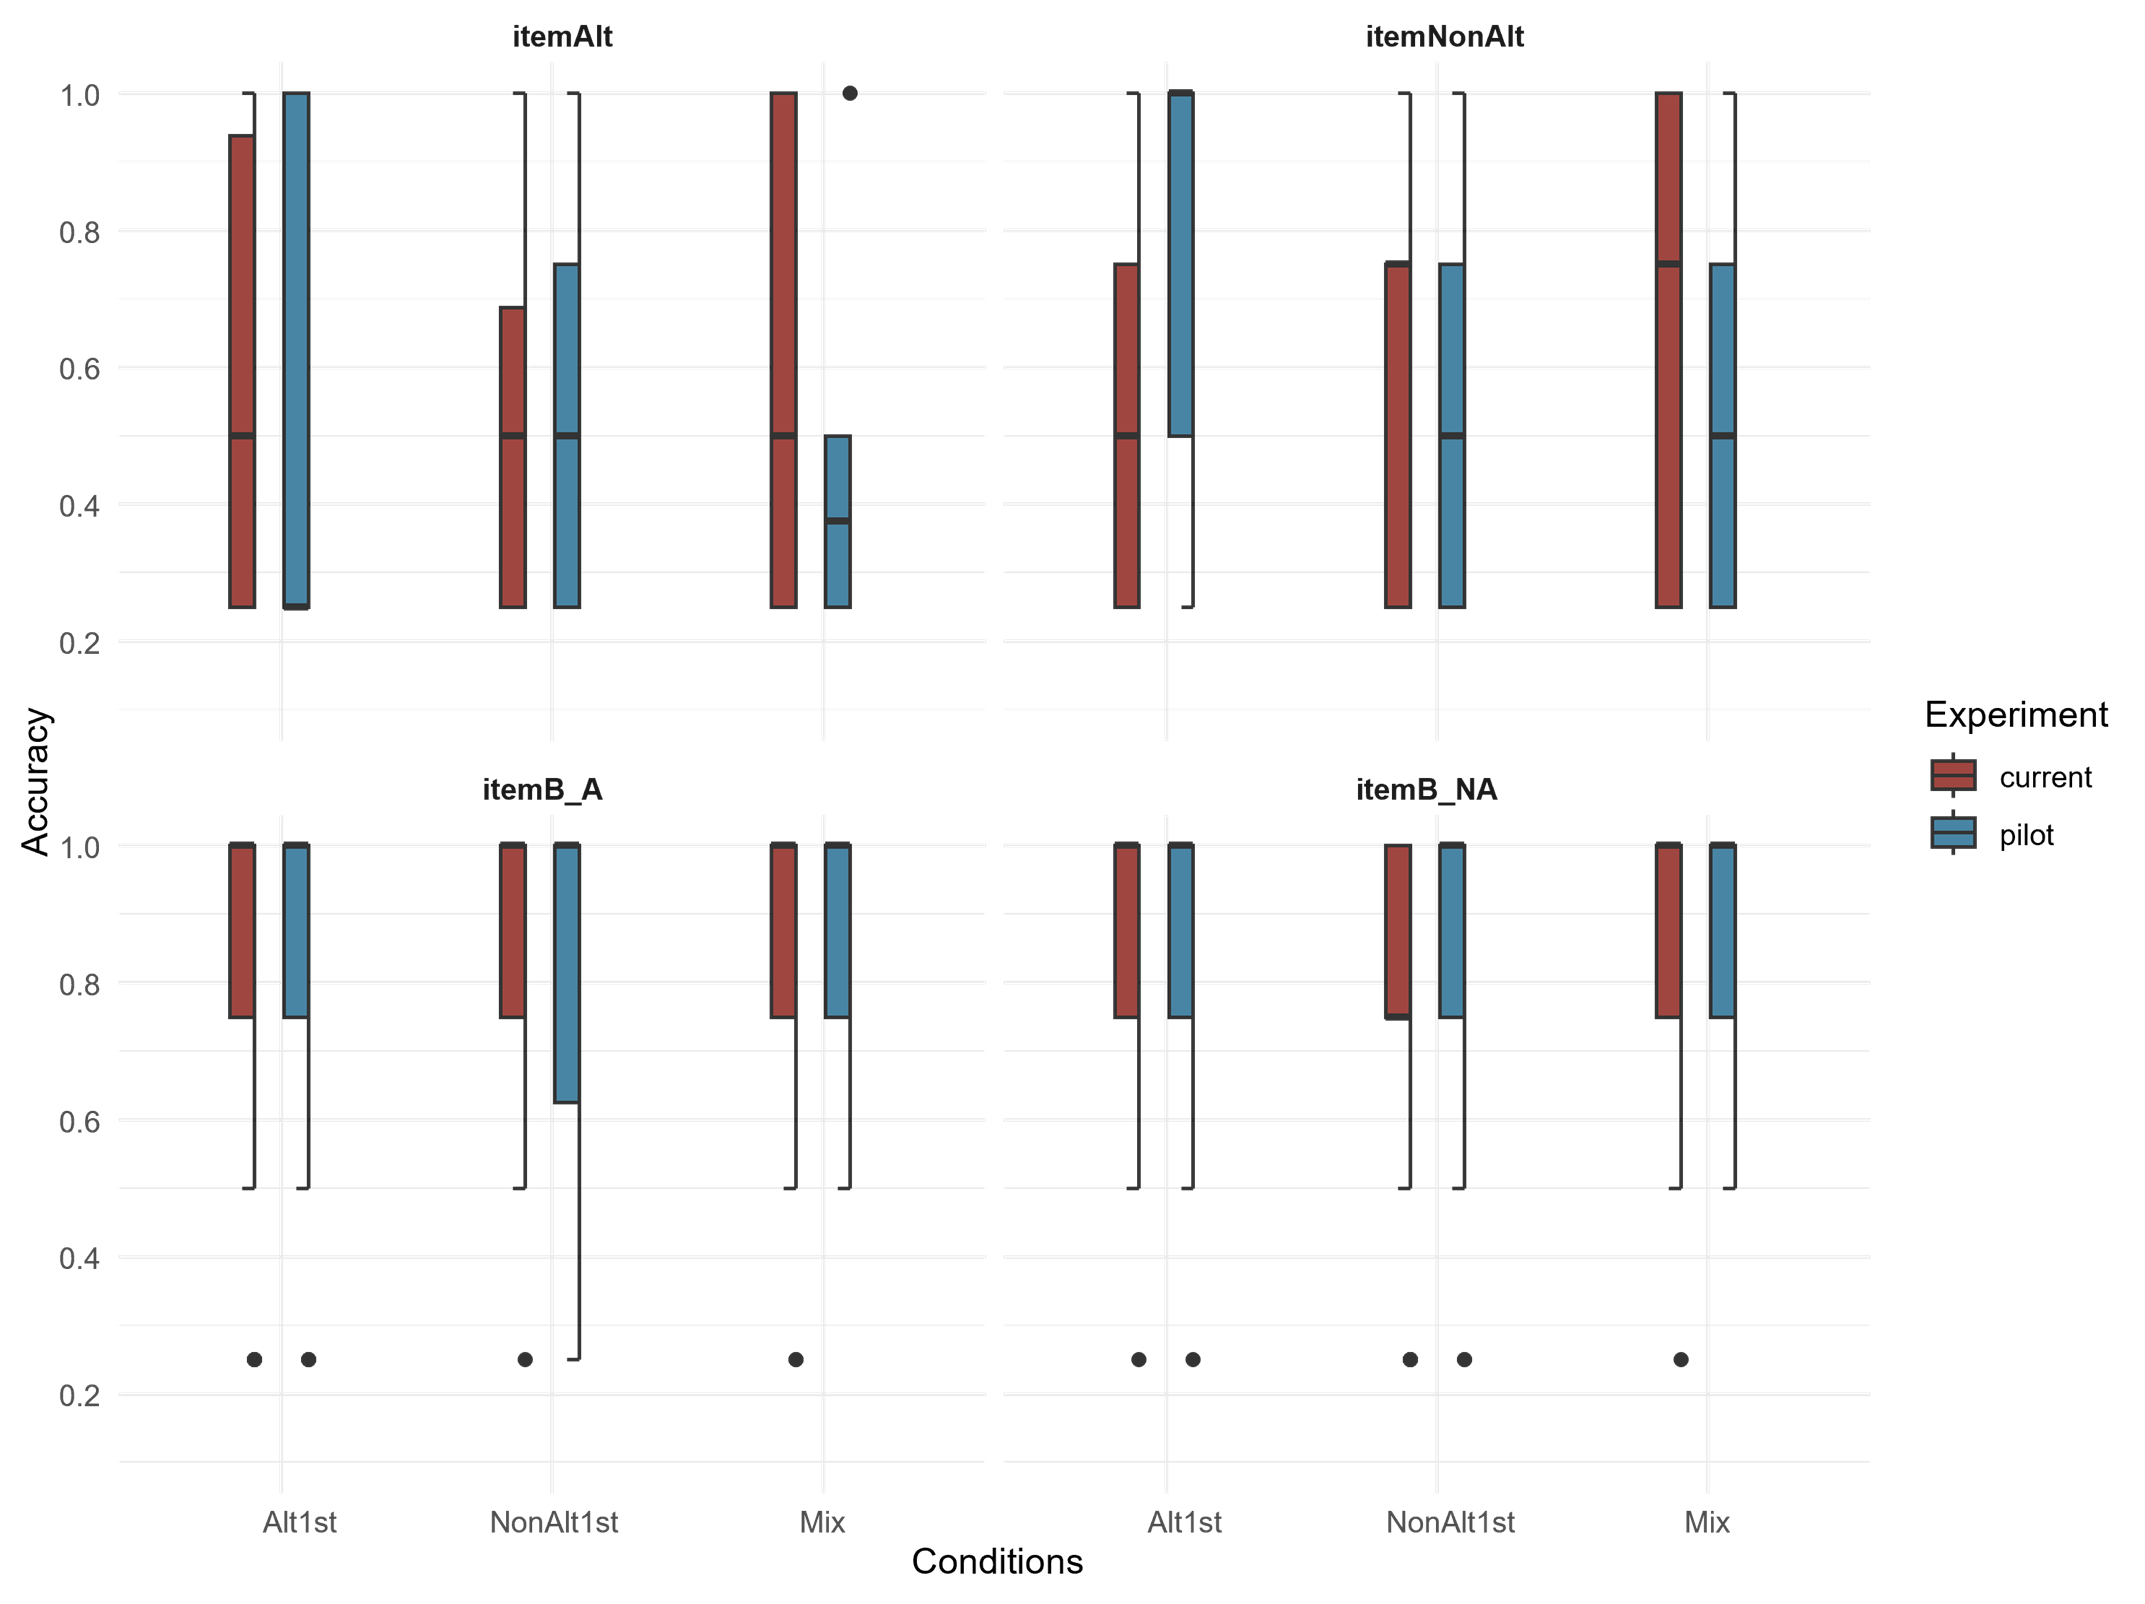 itemAlt
itemNonAlt
1.0
0.8
0.6
0.4
0.2
Accuracy
itemB_A
itemB_NA
1.0
0.8
0.6
0.4
0.2
Alt1st
NonAlt1st
Mix
Alt1st
NonAlt1st
Mix
Conditions
Experiment
current
pilot